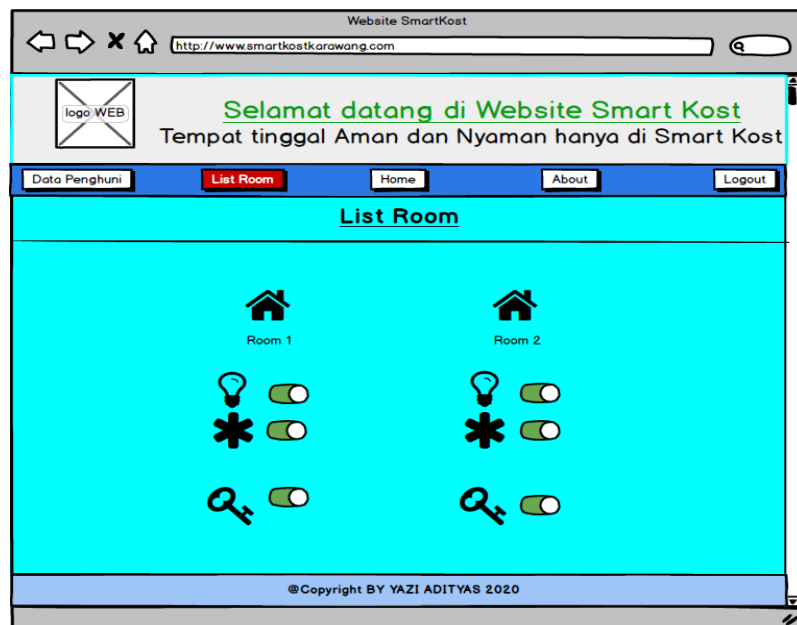 Website SmartKost
http://www.smartkostkarawang.com
logo WEB
Selamat datang di Website Smart Kost
Tempat tinggal Aman dan Nyaman hanya di Smart Kost
Data Penghuni List Room Home About Logout
List Room
Room 1 Room 2
@Copyright BY YAZI ADITYAS 2020